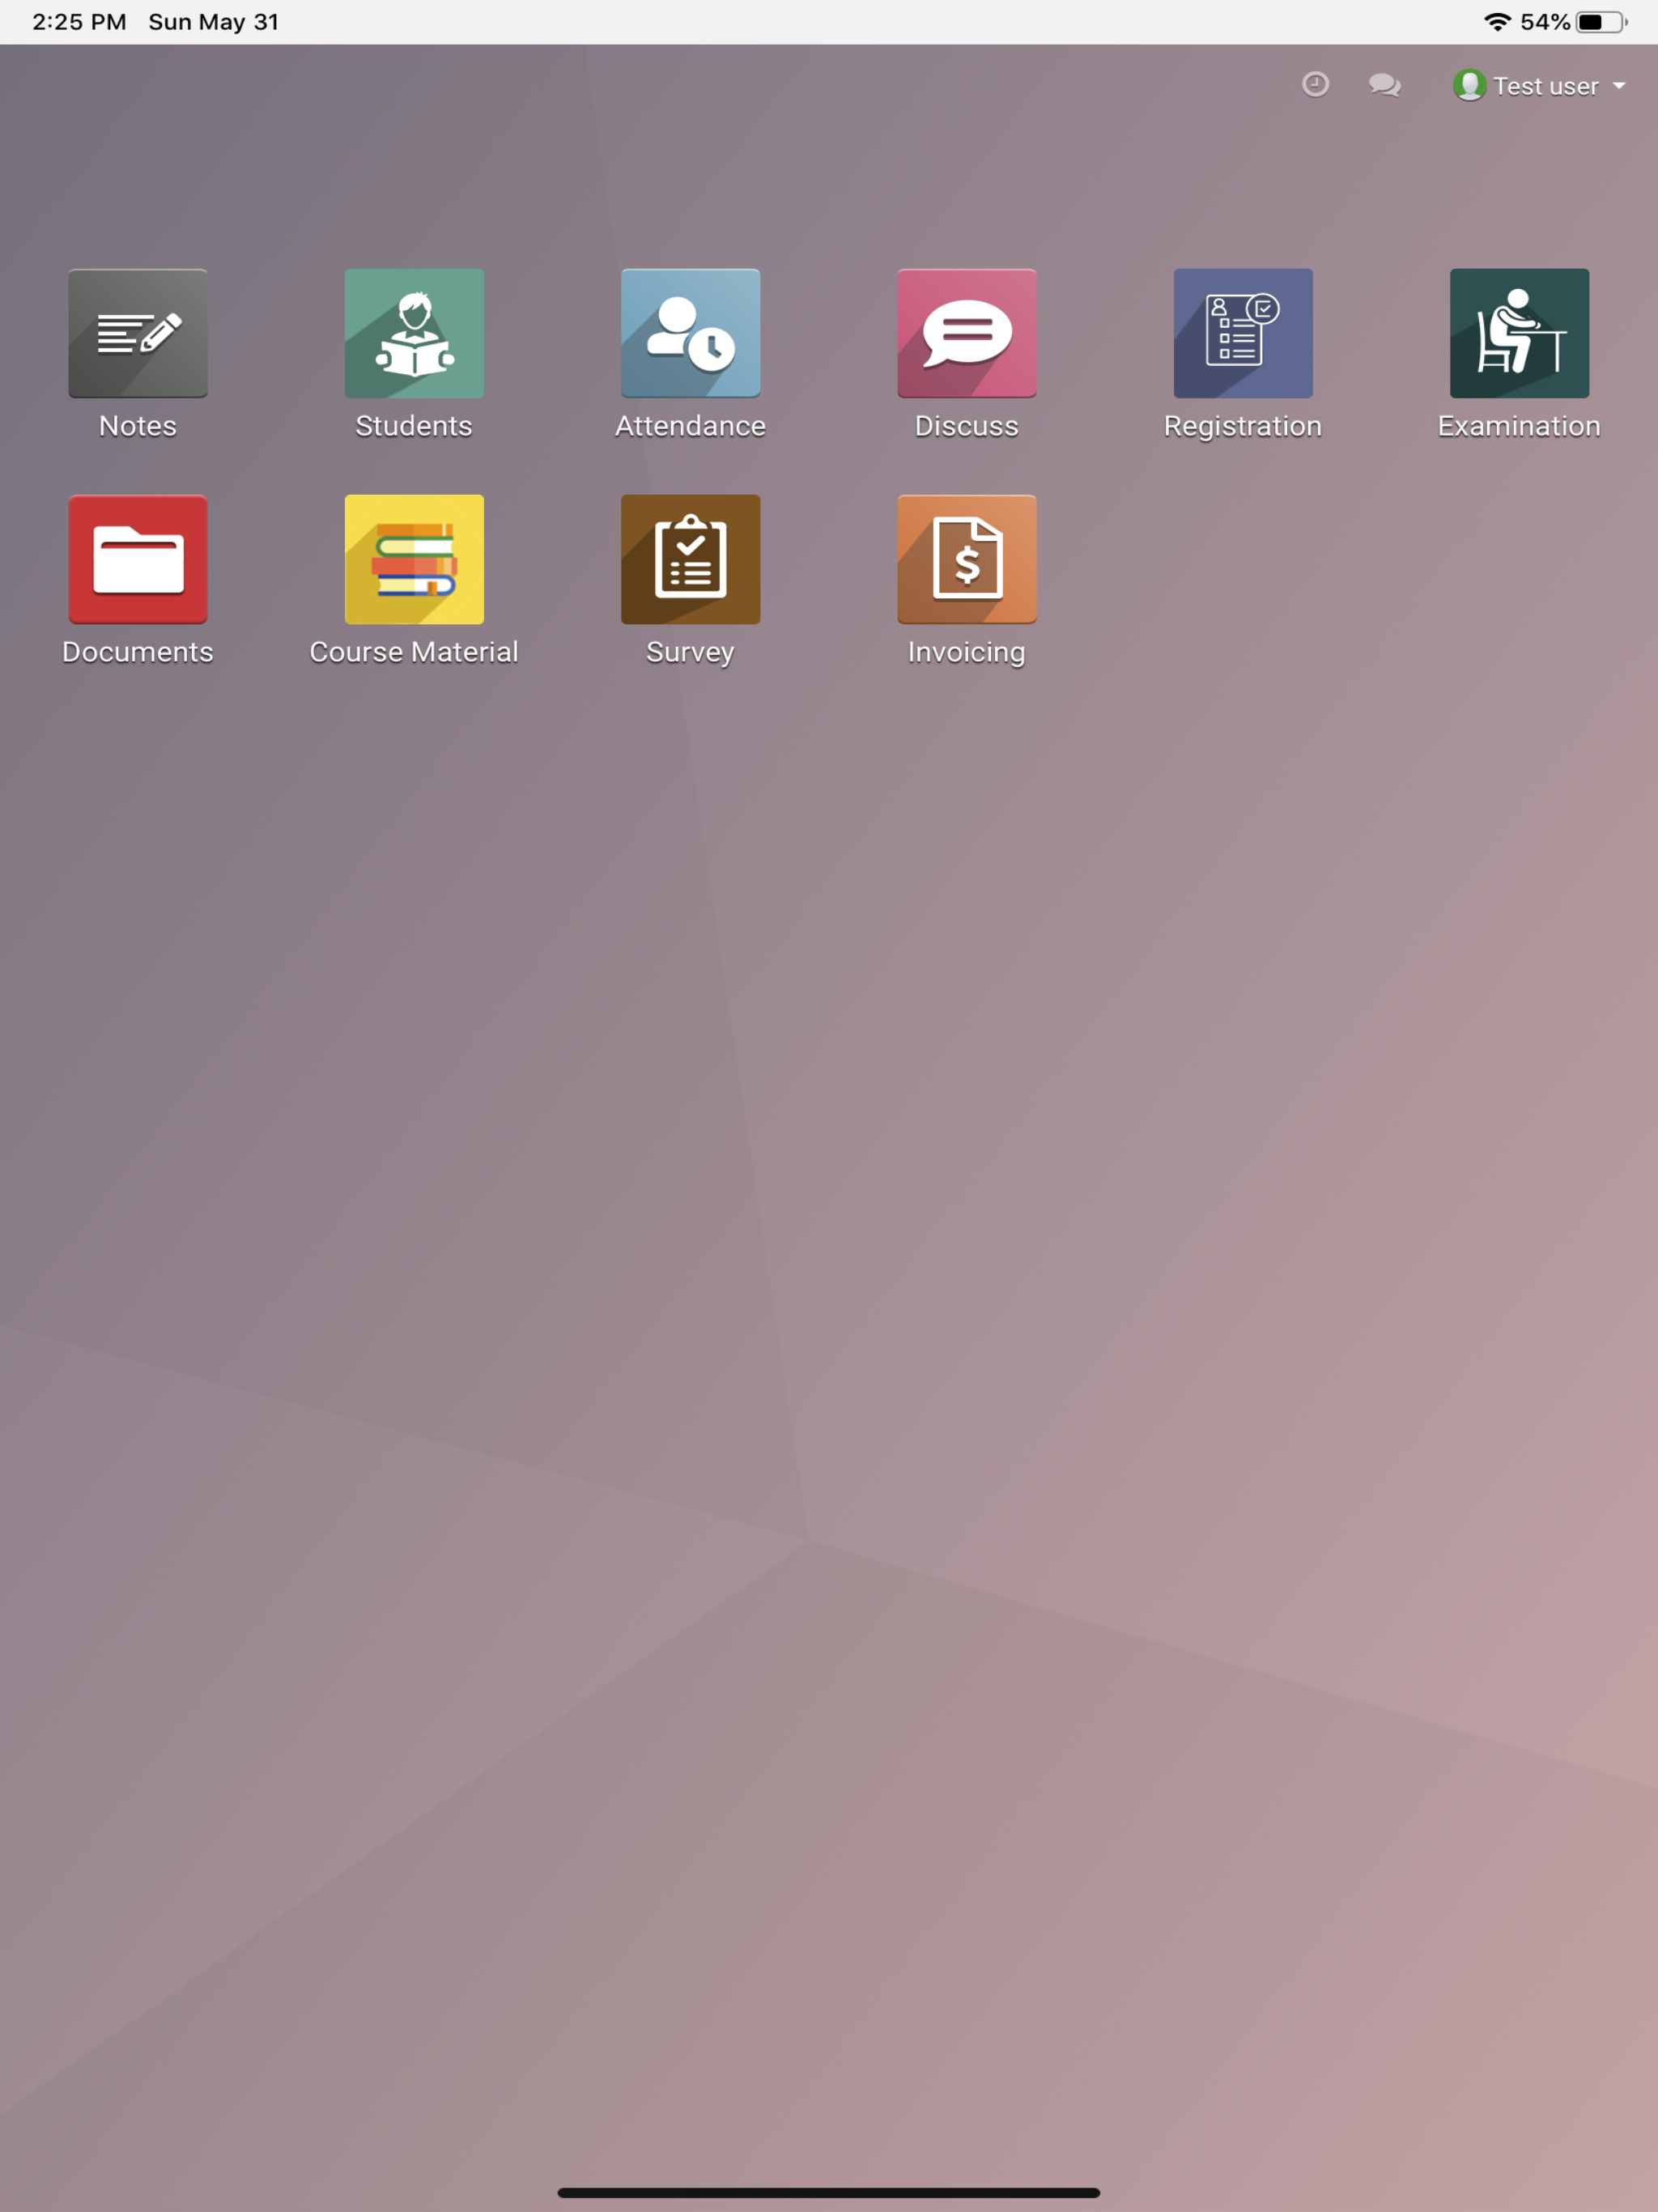 2:25 PM Sun May 31 54%
Test user
Notes Students Attendance Discuss Registration Examination
Documents Course Material Survey Invoicing